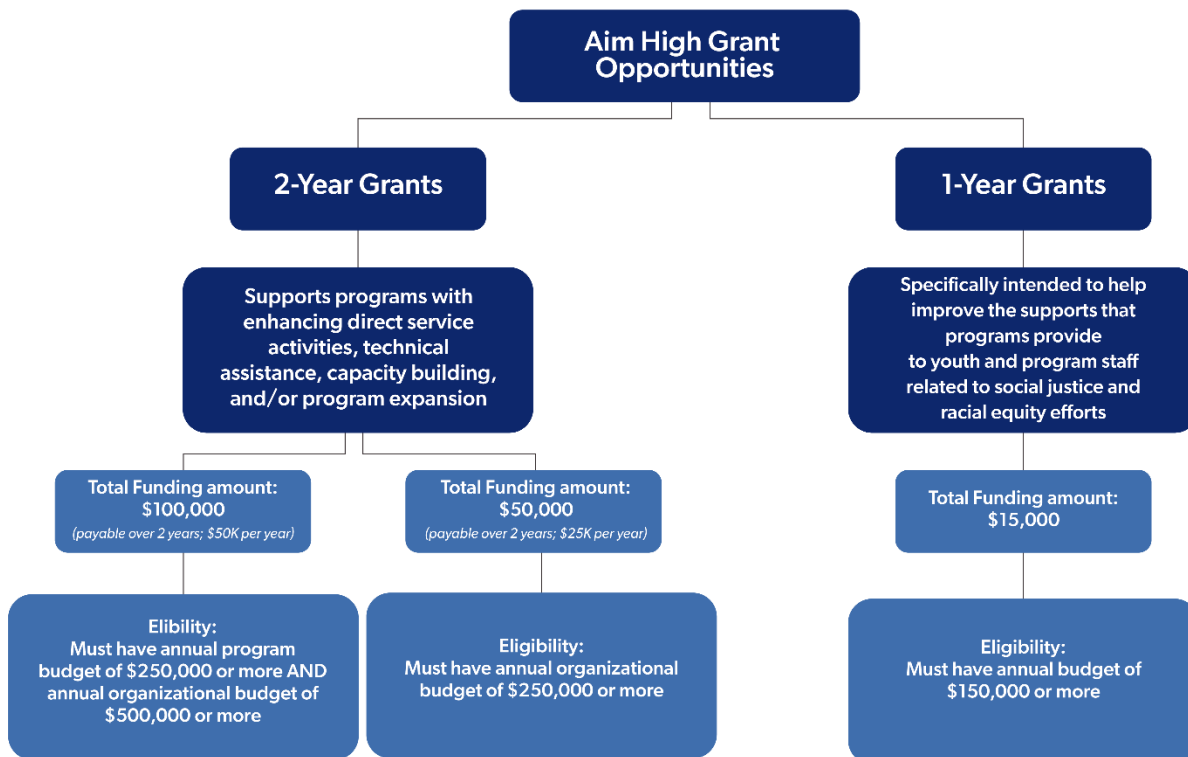 Aim High Grant
Opportunities
2-Year Grants
Supports programs with
enhancing direct service
activities, technical
assistance, capacity building,
and/or program expansion
Total Funding amount:
$100,000
(payable over 2 years; $50K per year)
Elibility:
Must have annual program
budget of $250,000 or more AND
annual organizational budget of
$500,000 or more
Total Funding amount:
$50,000
(payable over 2 years; $25K per year)
Eligibility:
Must have annual organizational
budget of $250,000 or more
1-Year Grants
Specifically intended to help
improve the supports that
programs provide
to youth and program staff
related to social justice and
racial equity efforts
Total Funding amount:
$15,000
Eligibility:
Must have annual budget of
$150,000 or more